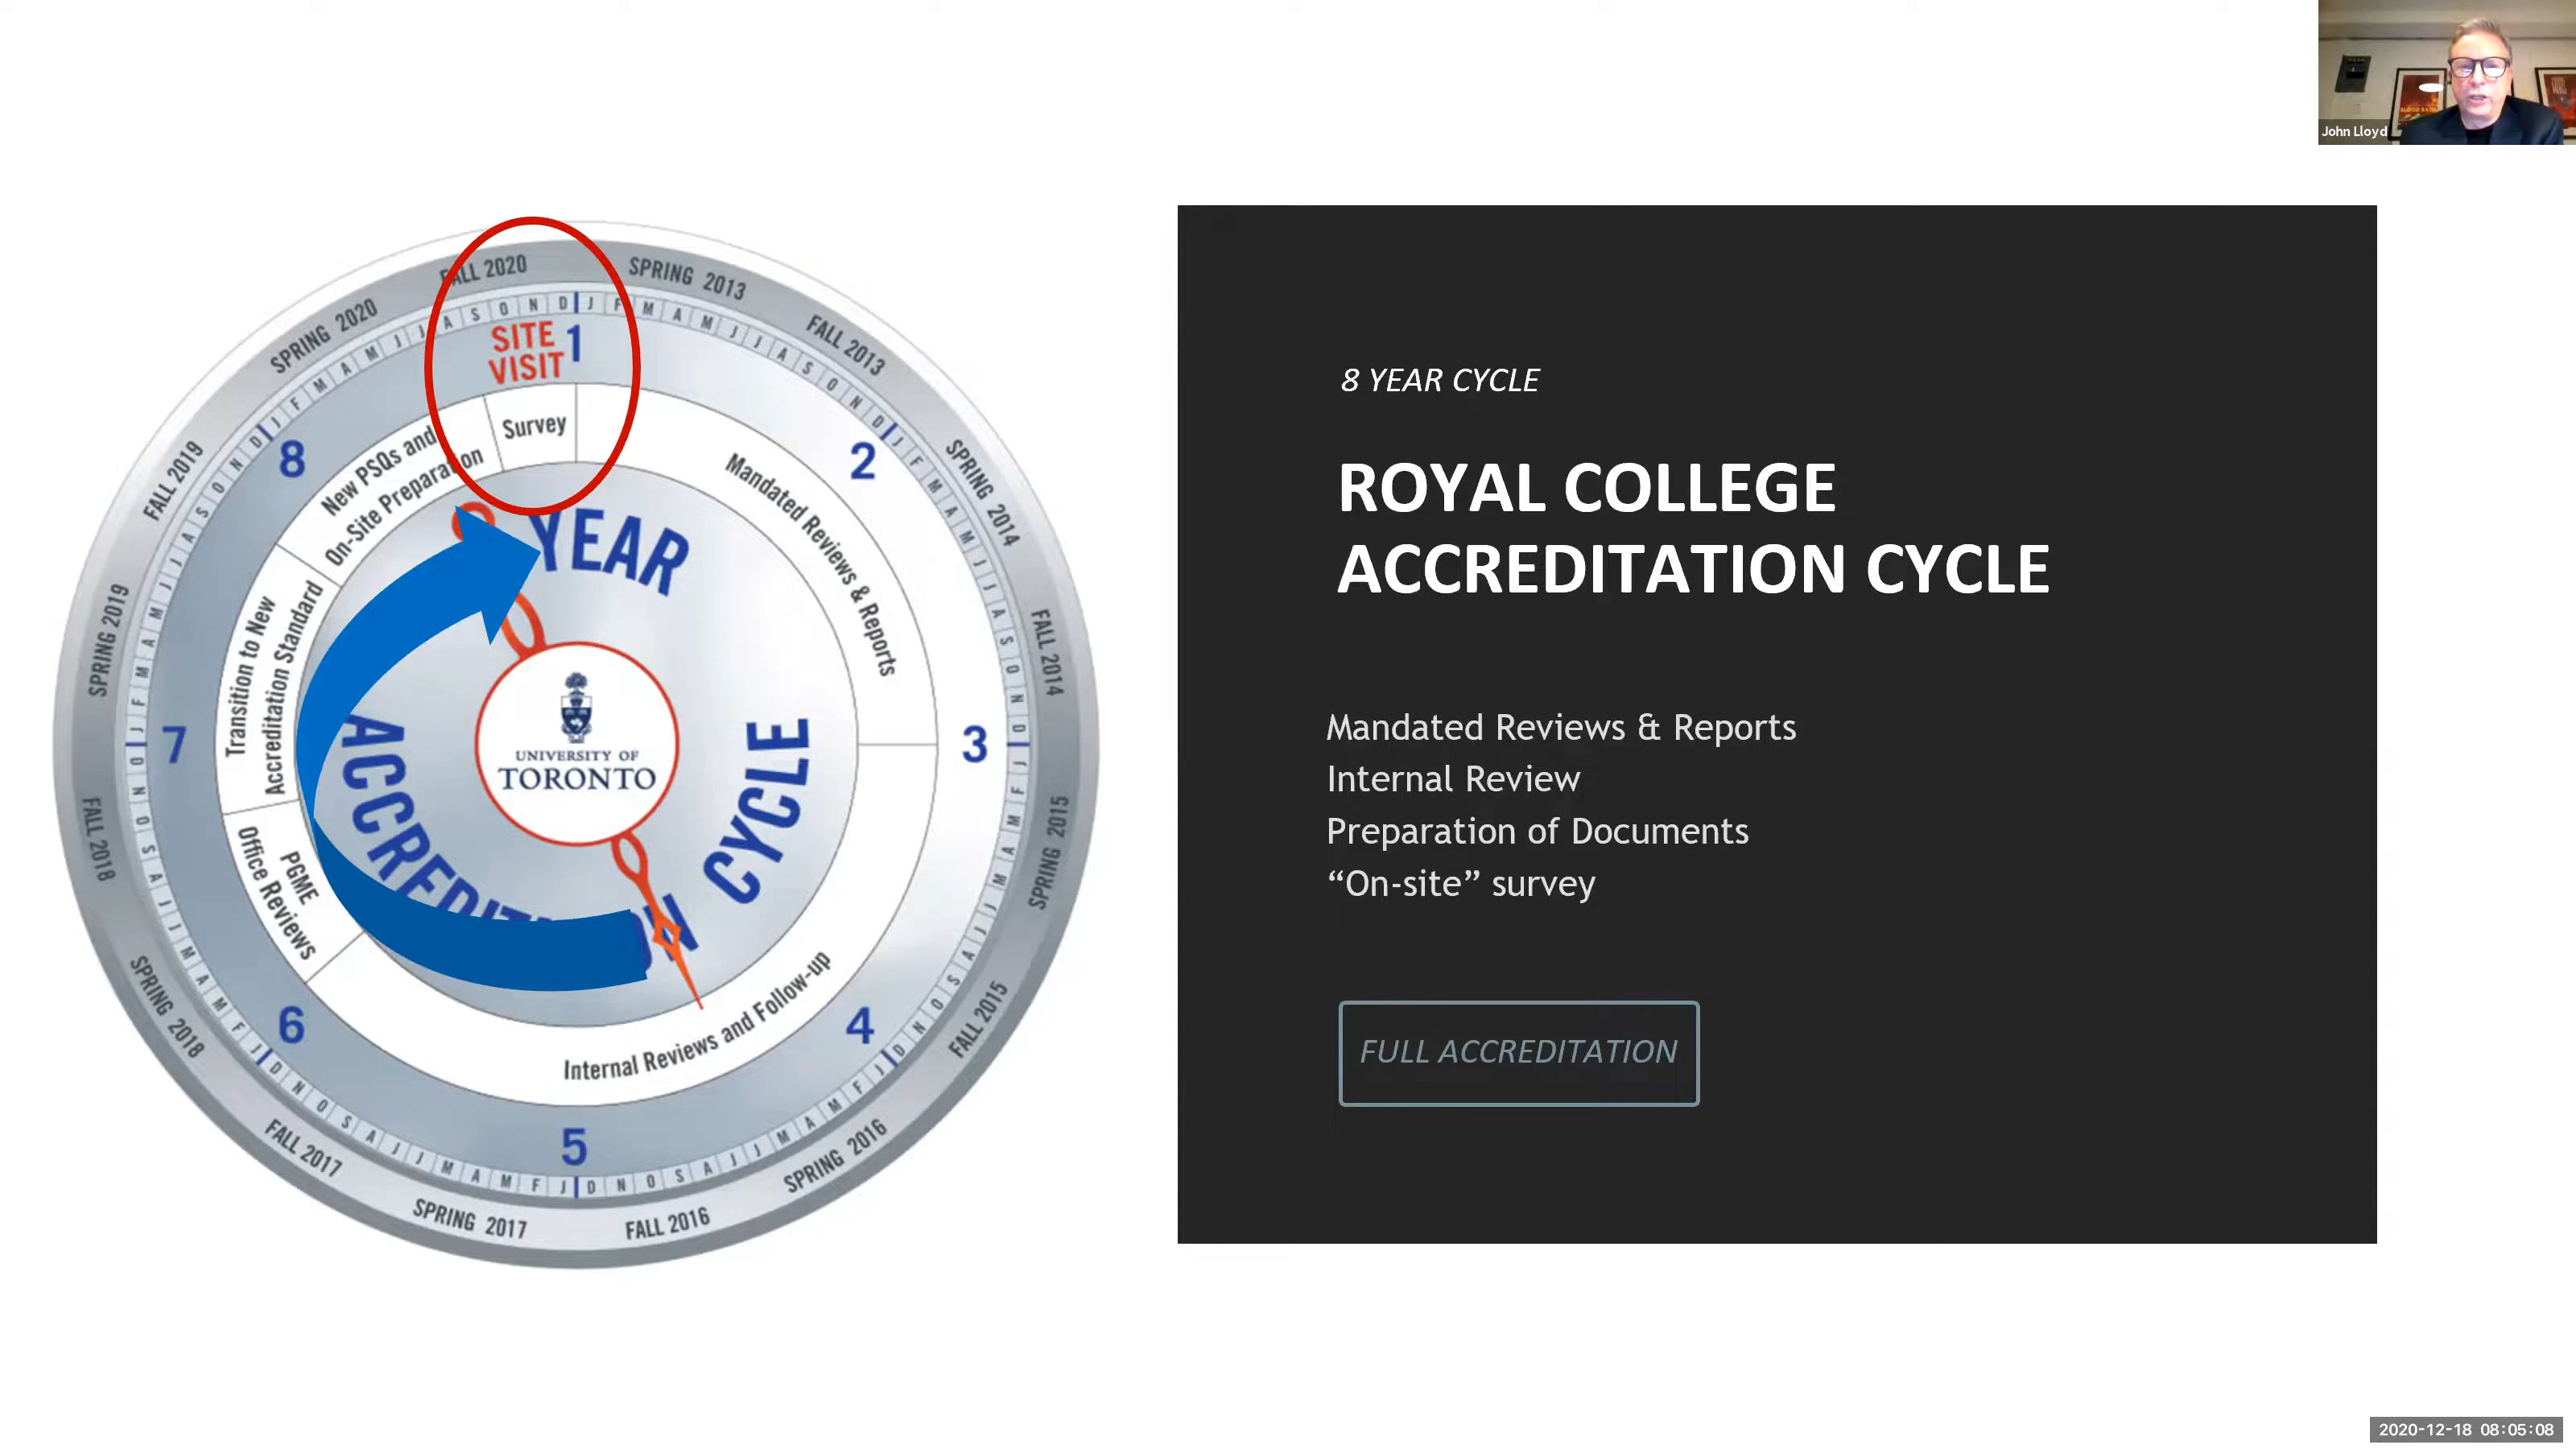 John Lloyd
FALL 2020
SPRING 2013
FALL 2013
SPRING 2014
FALL 2014
SPRING 2015
FALL 2015
SPRING 2016
FALL 2016
SPRING 2017
FALL 2017
SPRING 2018
FALL 2018
SPRING 2019
FALL 2019
SPRING 2020
SITE
VISIT
1
2
3
4
5
6
7
8
Survey
Mandated Reviews & Reports
Internal Reviews and Follow-up
PGME
Office Reviews
Transition to New
Accreditation Standard
New PSQs and
On-Site Preparation
YEAR
ACCREDITATION
CYCLE
UNIVERSITY OF
TORONTO
8 YEAR CYCLE
ROYAL COLLEGE
ACCREDITATION CYCLE
Mandated Reviews & Reports
Internal Review
Preparation of Documents
“On-site” survey
FULL ACCREDITATION
2020-12-18 08:05:08